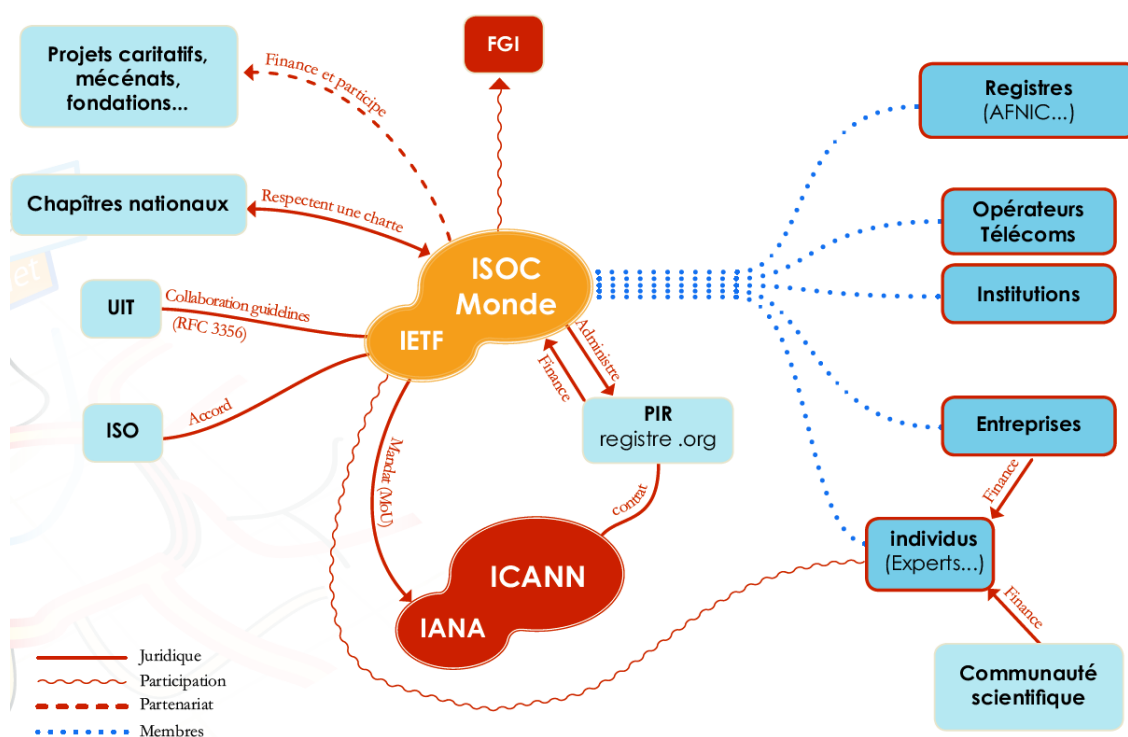 FGI
Projets caritatifs,
mécénats,
fondations...
Finance et participe
Registres
(AFNIC...)
Chapîtres nationaux
Respectent une charte
Opérateurs
Télécoms
ISOC
Monde
Institutions
UIT
Collaboration guidelines
(RFC 3356)
IETF
Administre
Finance
ISO
Accord
PIR
registre .org
Entreprises
Mandat (MoU)
contrat
Finance
individus
(Experts...)
ICANN
IANA
Finance
Communauté
scientifique
Juridique
Participation
Partenariat
Membres
et